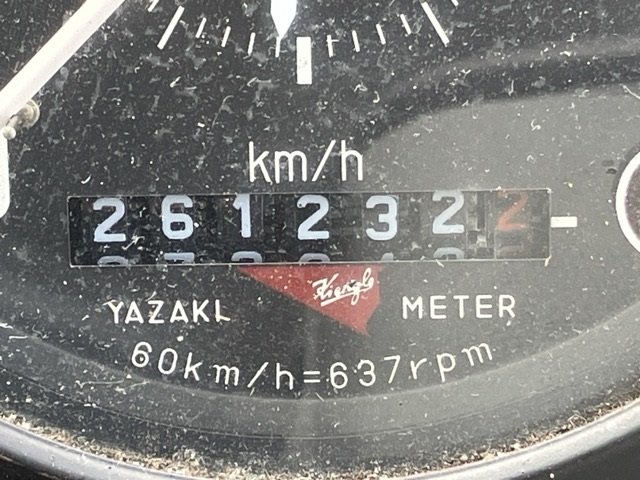 km/h
2612322
YAZAKI
METER
60km/h=637rpm